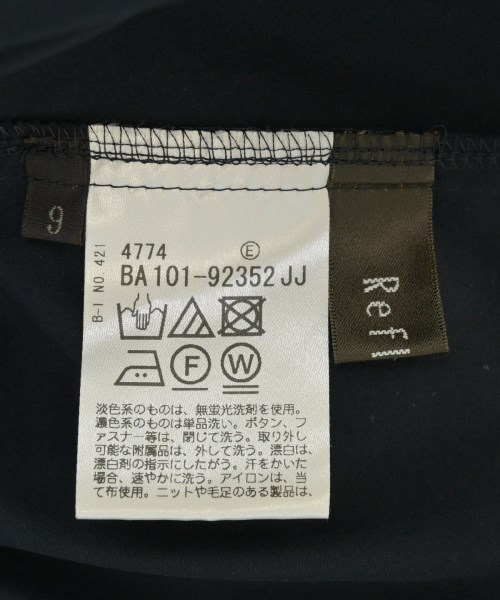 9
B-1 NO. 421
4774 E
BA 101-92352 JJ
F W
淡色系のものは、無蛍光洗剤を使用。
濃色系のものは単品洗い。ボタン、フ
ァスナー等は、閉じて洗う。取り外し
可能な附属品は、外して洗う。漂白は、
漂白剤の指示にしたがう。汗をかいた
場合、速やかに洗う。アイロンは、当
て布使用。ニットや毛足のある製品は、
Refl